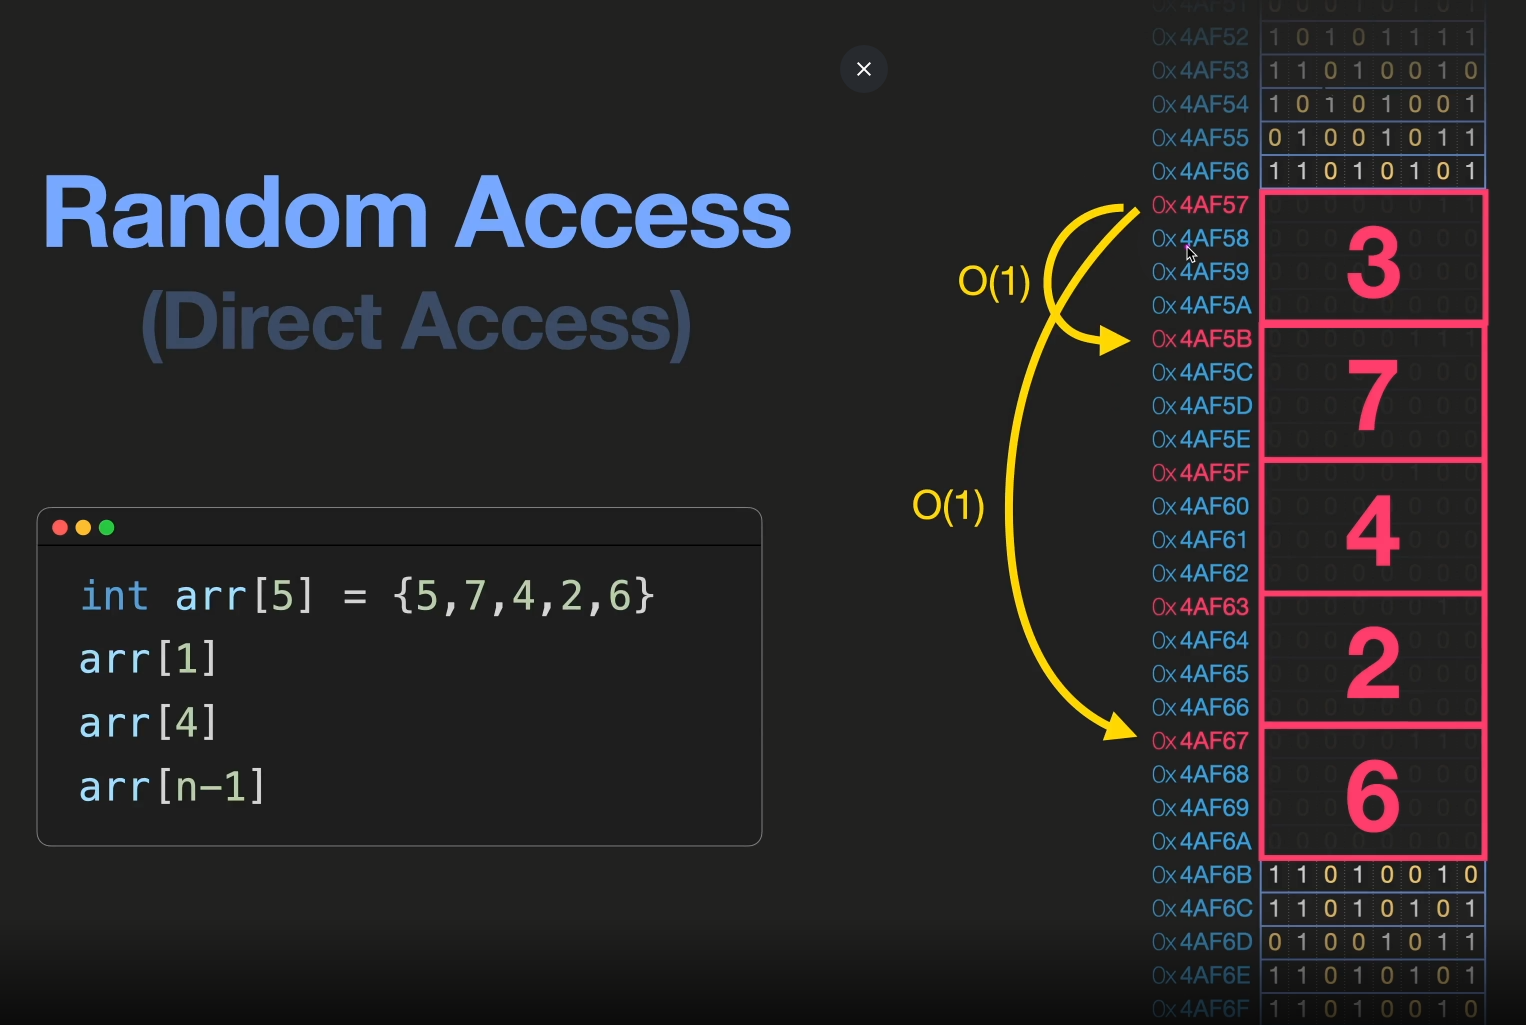 Random Access
(Direct Access)
int arr[5] = {5,7,4,2,6}
arr[1]
arr[4]
arr[n-1]
O(1)
O(1)
0x4AF52 1 0 1 0 1 1 1 1
0x4AF53 1 1 0 1 0 0 1 0
0x4AF54 1 0 1 0 1 0 0 1
0x4AF55 0 1 0 0 1 0 1 1
0x4AF56 1 1 0 1 0 1 0 1
0x4AF57
0x4AF58
0x4AF59
0x4AF5A
3
0x4AF5B
0x4AF5C
0x4AF5D
0x4AF5E
7
0x4AF5F
0x4AF60
0x4AF61
0x4AF62
4
0x4AF63
0x4AF64
0x4AF65
0x4AF66
2
0x4AF67
0x4AF68
0x4AF69
0x4AF6A
6
0x4AF6B 1 1 0 1 0 0 1 0
0x4AF6C 1 1 0 1 0 1 0 1
0x4AF6D 0 1 0 0 1 0 1 1
0x4AF6E 1 1 0 1 0 1 0 1
0x4AF6F 1 1 0 1 0 0 1 0